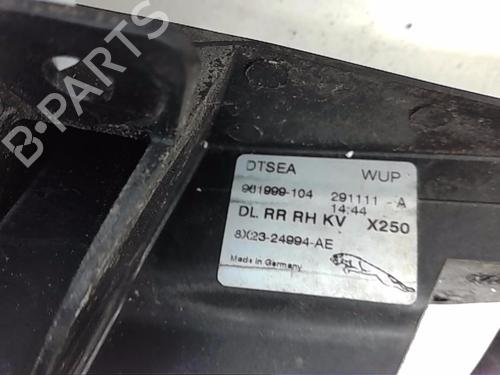 B-PARTS
DTSEA WUP
901999-104 291111 - A
14:44
DL RR RH KV X250
8X23-24994-AE
Made in Germany